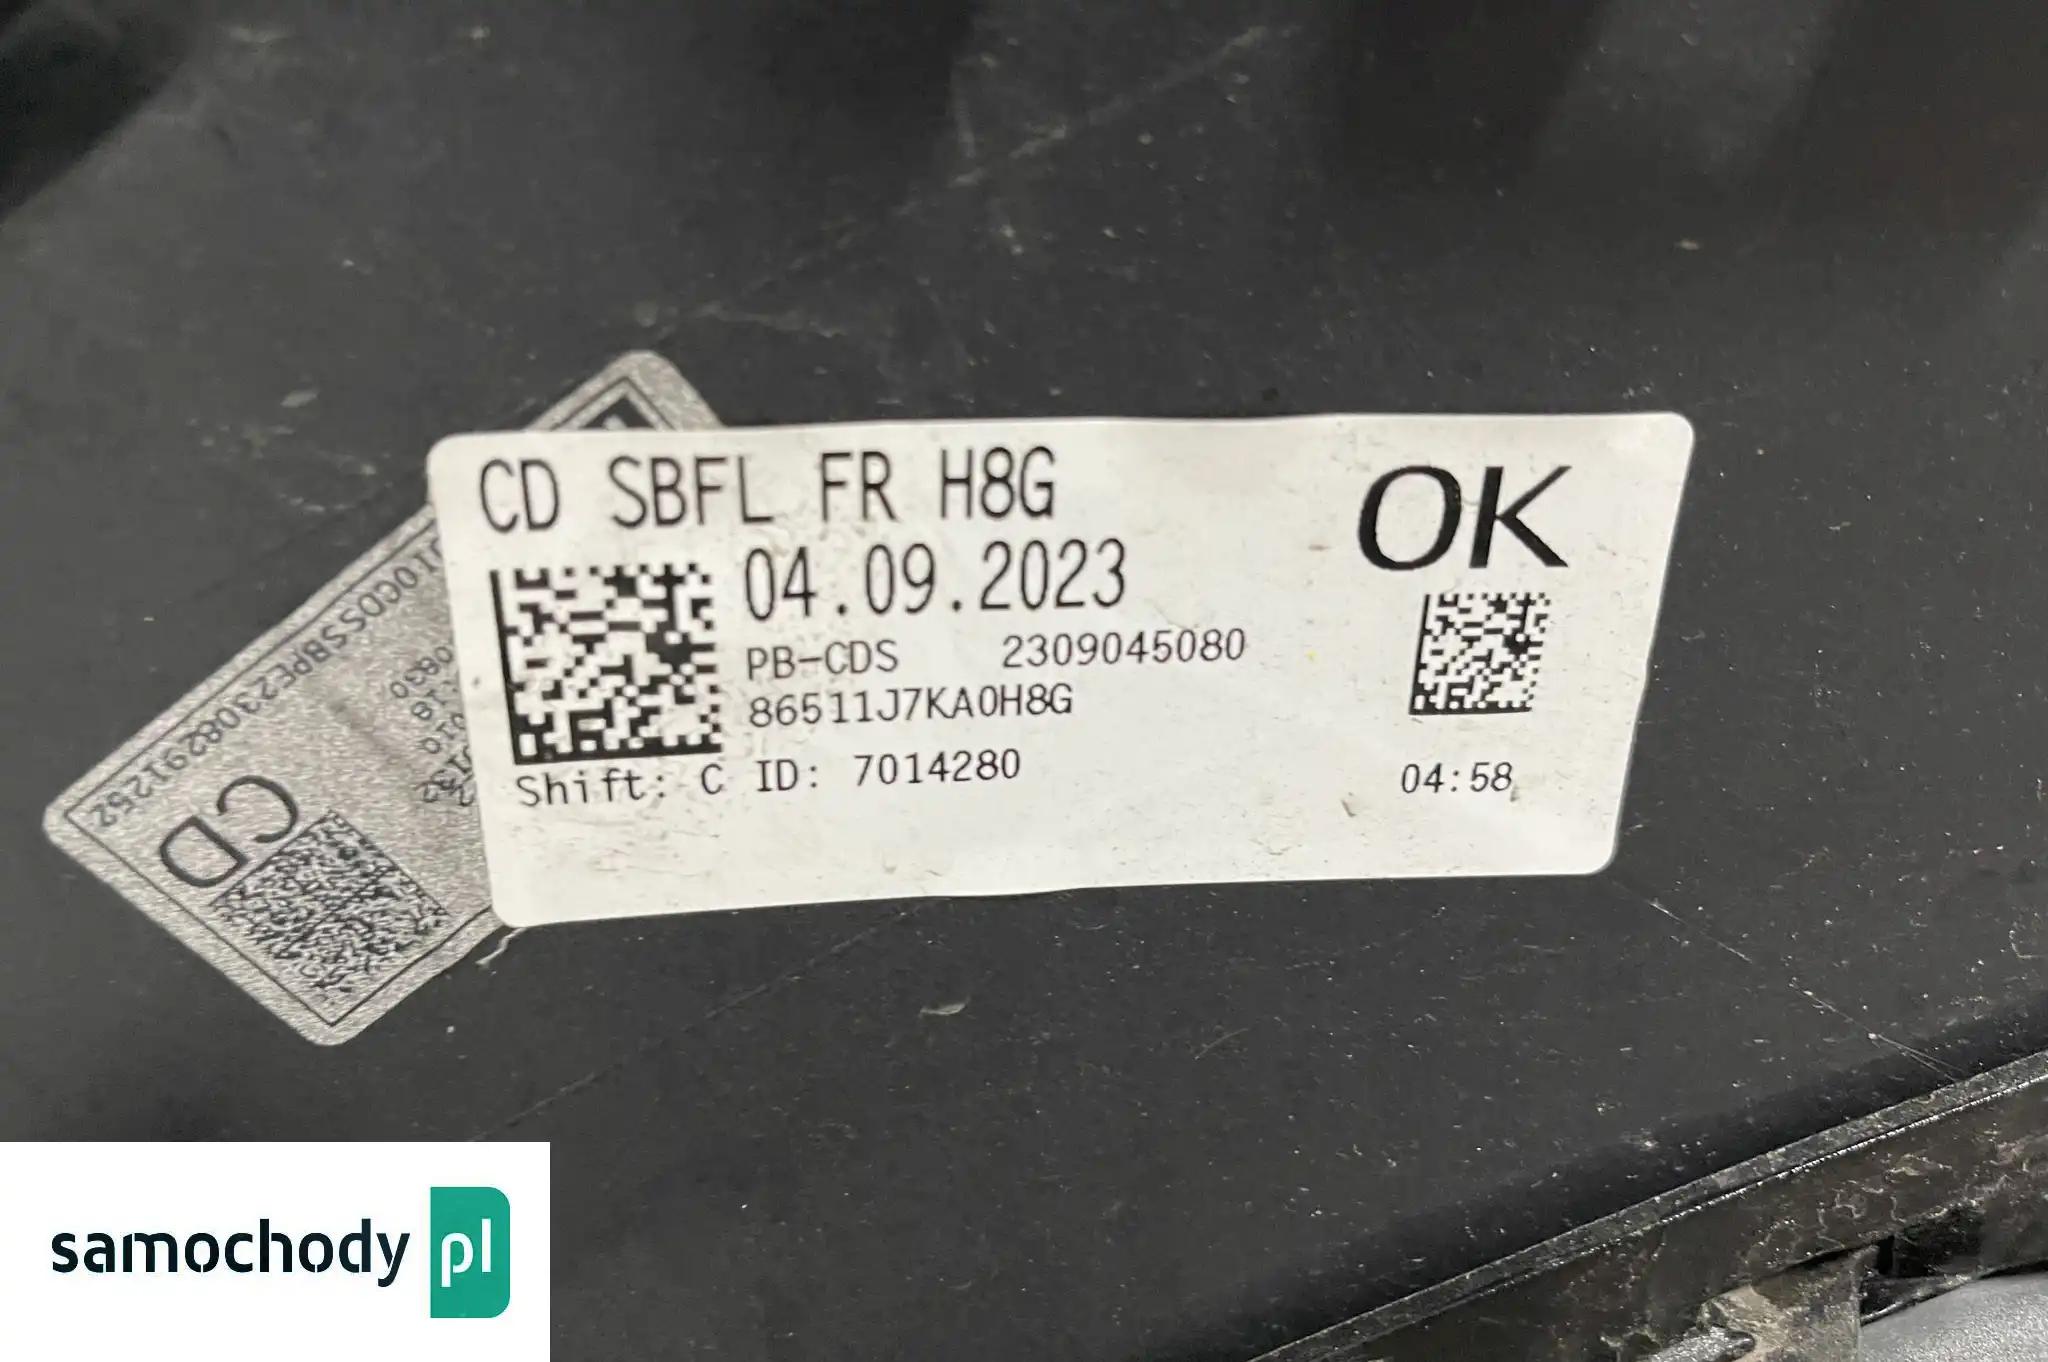 CD SBFL FR H8G
OK
04.09.2023
PB-CDS 2309045080
86511J7KA0H8G
Shift: C ID: 7014280
04:58
CD
samochody pl